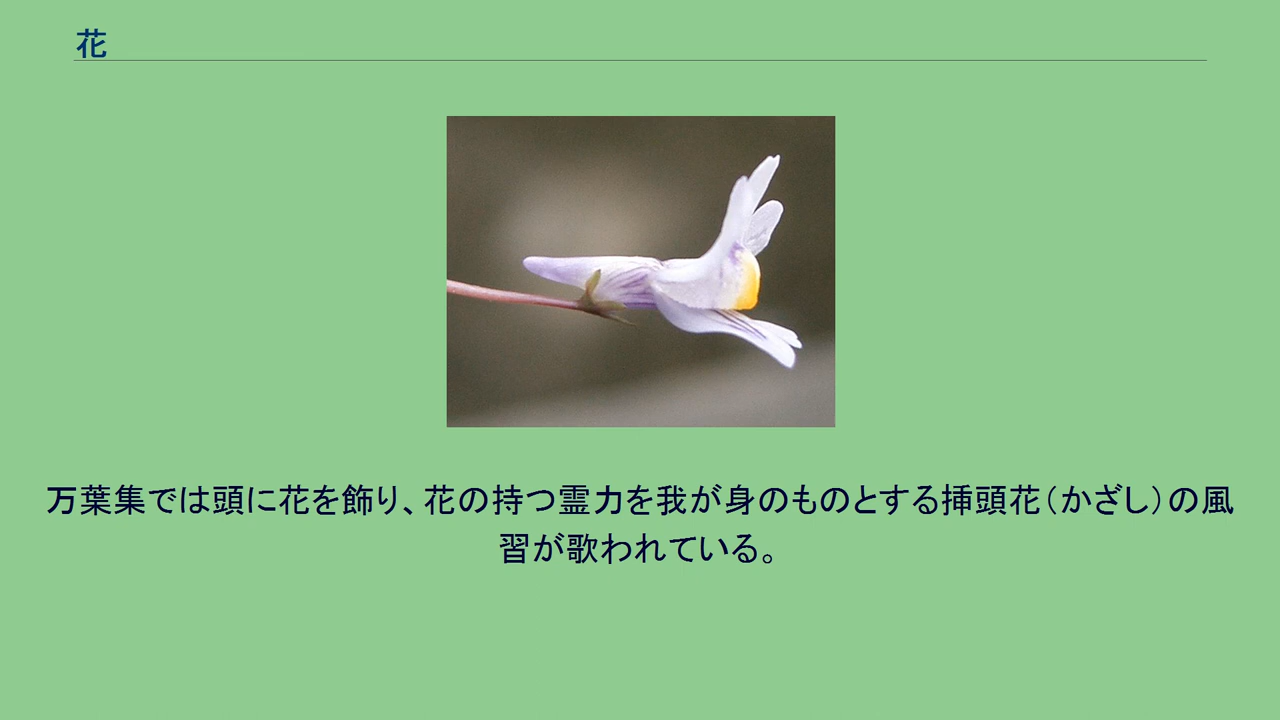 花
万葉集では頭に花を飾り、花の持つ霊力を我が身のものとする挿頭花（かざし）の風
習が歌われている。